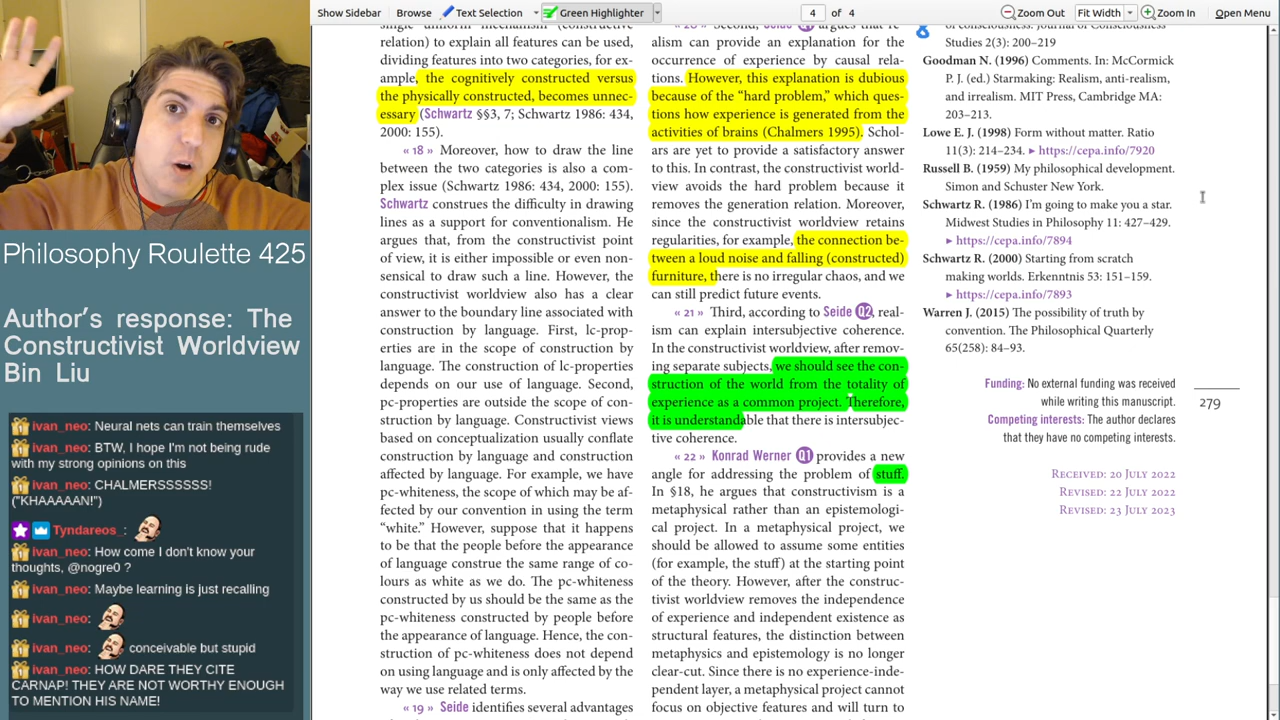 Show Sidebar Browse Text Selection Green Highlighter 4 of 4 Zoom Out Fit Width Zoom In Open Menu
relation) to explain all features can be used,
dividing features into two categories, for ex-
ample, the cognitively constructed versus
the physically constructed, becomes unnec-
essary (Schwartz §§3, 7; Schwartz 1986: 434,
2000: 155).
« 18 » Moreover, how to draw the line
between the two categories is also a com-
plex issue (Schwartz 1986: 434, 2000: 155).
Schwartz construes the difficulty in drawing
lines as a support for conventionalism. He
argues that, from the constructivist point
of view, it is either impossible or even non-
sensical to draw such a line. However, the
constructivist worldview also has a clear
answer to the boundary line associated with
construction by language. First, lc-prop-
erties are in the scope of construction by
language. The construction of lc-properties
depends on our use of language. Second,
pc-properties are outside the scope of con-
struction by language. Constructivist views
based on conceptualization usually conflate
construction by language and construction
affected by language. For example, we have
pc-whiteness, the scope of which may be af-
fected by our convention in using the term
“white.” However, suppose that it happens
to be that the people before the appearance
of language construe the same range of co-
lours as white as we do. The pc-whiteness
constructed by us should be the same as the
pc-whiteness constructed by people before
the appearance of language. Hence, the con-
struction of pc-whiteness does not depend
on using language and is only affected by the
way we use related terms.
« 19 » Seide identifies several advantages
alism can provide an explanation for the
occurrence of experience by causal rela-
tions. However, this explanation is dubious
because of the “hard problem,” which ques-
tions how experience is generated from the
activities of brains (Chalmers 1995). Schol-
ars are yet to provide a satisfactory answer
to this. In contrast, the constructivist world-
view avoids the hard problem because it
removes the generation relation. Moreover,
since the constructivist worldview retains
regularities, for example, the connection be-
tween a loud noise and falling (constructed)
furniture, there is no irregular chaos, and we
can still predict future events.
« 21 » Third, according to Seide Q2, real-
ism can explain intersubjective coherence.
In the constructivist worldview, after remov-
ing separate subjects, we should see the con-
struction of the world from the totality of
experience as a common project. Therefore,
it is understandable that there is intersubjec-
tive coherence.
« 22 » Konrad Werner Q1 provides a new
angle for addressing the problem of stuff.
In §18, he argues that constructivism is a
metaphysical rather than an epistemologi-
cal project. In a metaphysical project, we
should be allowed to assume some entities
(for example, the stuff) at the starting point
of the theory. However, after the construc-
tivist worldview removes the independence
of experience and independent existence as
structural features, the distinction between
metaphysics and epistemology is no longer
clear-cut. Since there is no experience-inde-
pendent layer, a metaphysical project cannot
focus on objective features and will turn to
Studies 2(3): 200–219
Goodman N. (1996) Comments. In: McCormick
P. J. (ed.) Starmaking: Realism, anti-realism,
and irrealism. MIT Press, Cambridge MA:
203–213.
Lowe E. J. (1998) Form without matter. Ratio
11(3): 214–234. ▸ https://cepa.info/7920
Russell B. (1959) My philosophical development.
Simon and Schuster New York.
Schwartz R. (1986) I’m going to make you a star.
Midwest Studies in Philosophy 11: 427–429.
▸ https://cepa.info/7894
Schwartz R. (2000) Starting from scratch
making worlds. Erkenntnis 53: 151–159.
▸ https://cepa.info/7893
Warren J. (2015) The possibility of truth by
convention. The Philosophical Quarterly
65(258): 84–93.
Funding: No external funding was received
while writing this manuscript.
Competing interests: The author declares
that they have no competing interests.
Received: 20 July 2022
Revised: 22 July 2022
Revised: 23 July 2023
279
Philosophy Roulette 425
Author's response: The
Constructivist Worldview
Bin Liu
ivan_neo: Neural nets can train themselves
ivan_neo: BTW, I hope I'm not being rude
with my strong opinions on this
ivan_neo: CHALMERSSSSSS!
("KHAAAAAN!")
Tyndareos_:
ivan_neo: How come I don't know your
thoughts, @nogre0 ?
ivan_neo: Maybe learning is just recalling
ivan_neo:
ivan_neo: conceivable but stupid
ivan_neo: HOW DARE THEY CITE
CARNAP! THEY ARE NOT WORTHY ENOUGH
TO MENTION HIS NAME!